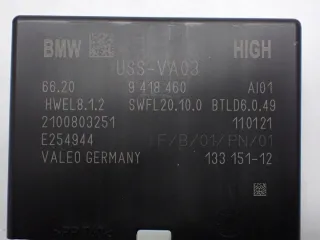 BMW HIGH
USS-VA03
66.20 9 418 460 AI01
HWEL8.1.2 SWFL20.10.0 BTLD6.0.49
2100803251 110121
E254944 F/B/01/PN/01
VALEO GERMANY 133 151-12